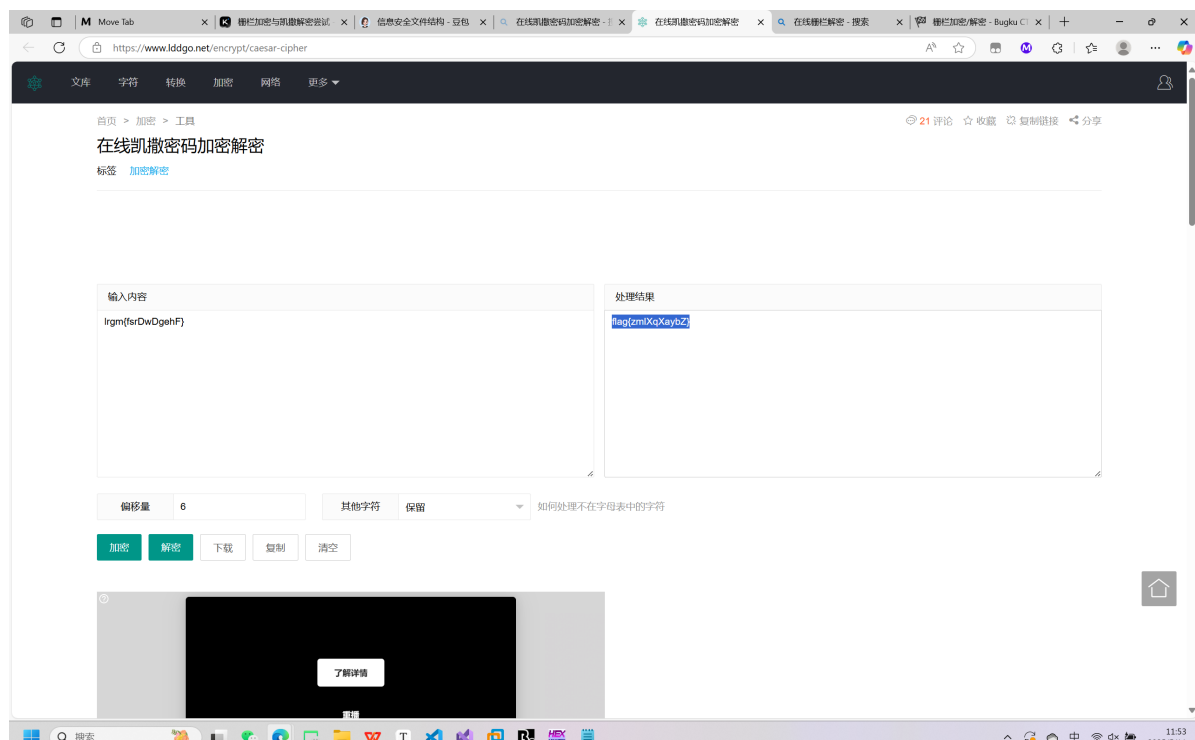 Move Tab
栅栏加密与凯撒解密尝试
信息安全文件结构 - 豆包
在线凯撒密码加密解密 -
在线凯撒密码加密解密
在线栅栏解密 - 搜索
栅栏加密/解密 - Bugku C
https://www.lddgo.net/encrypt/caesar-cipher
文库 字符 转换 加密 网络 更多
首页 > 加密 > 工具
21 评论 收藏 复制链接 分享
在线凯撒密码加密解密
标签 加密解密
输入内容
处理结果
lrgm{fsrDwDgehF}
flag{zmlXqXaybZ}
偏移量 6 其他字符 保留 如何处理不在字母表中的字符
加密 解密 下载 复制 清空
了解详情
重播
搜索
中
11:53